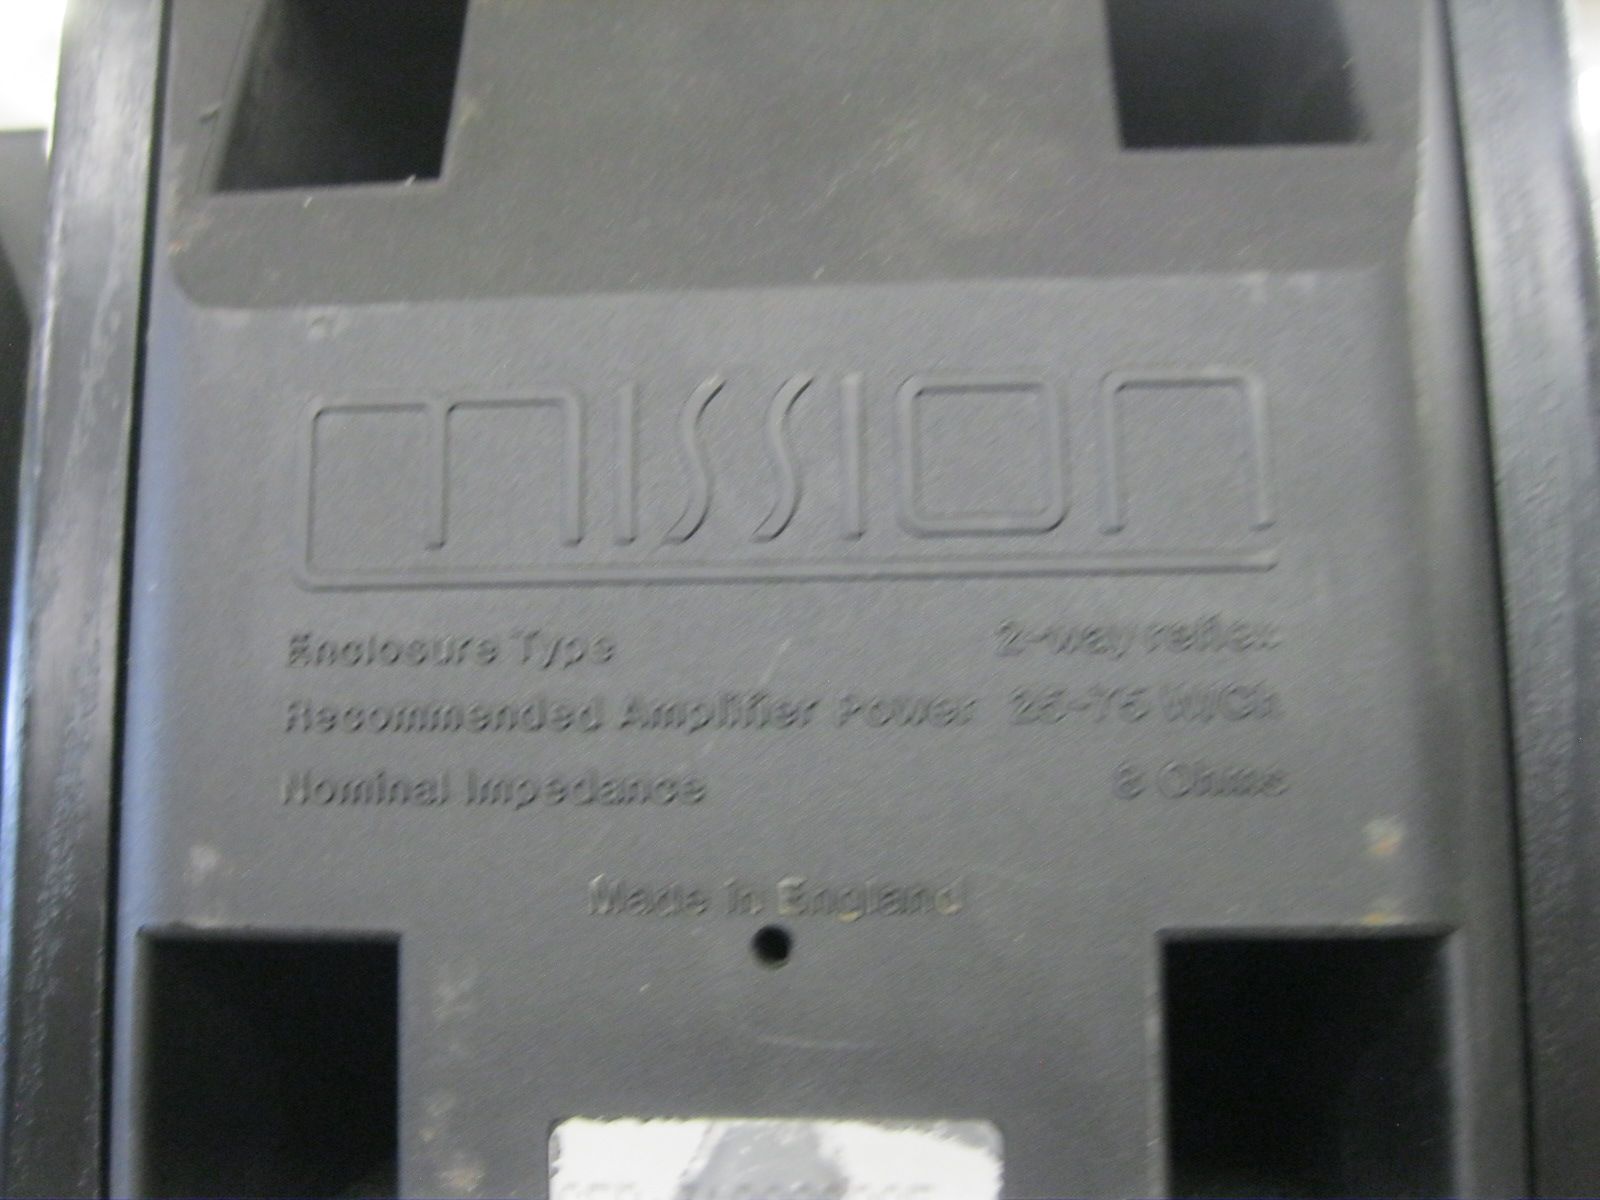 mission
Enclosure Type 2-way reflex
Recommended Amplifier Power 25-75 W/Ch
Nominal Impedance 8 Ohms
Made in England